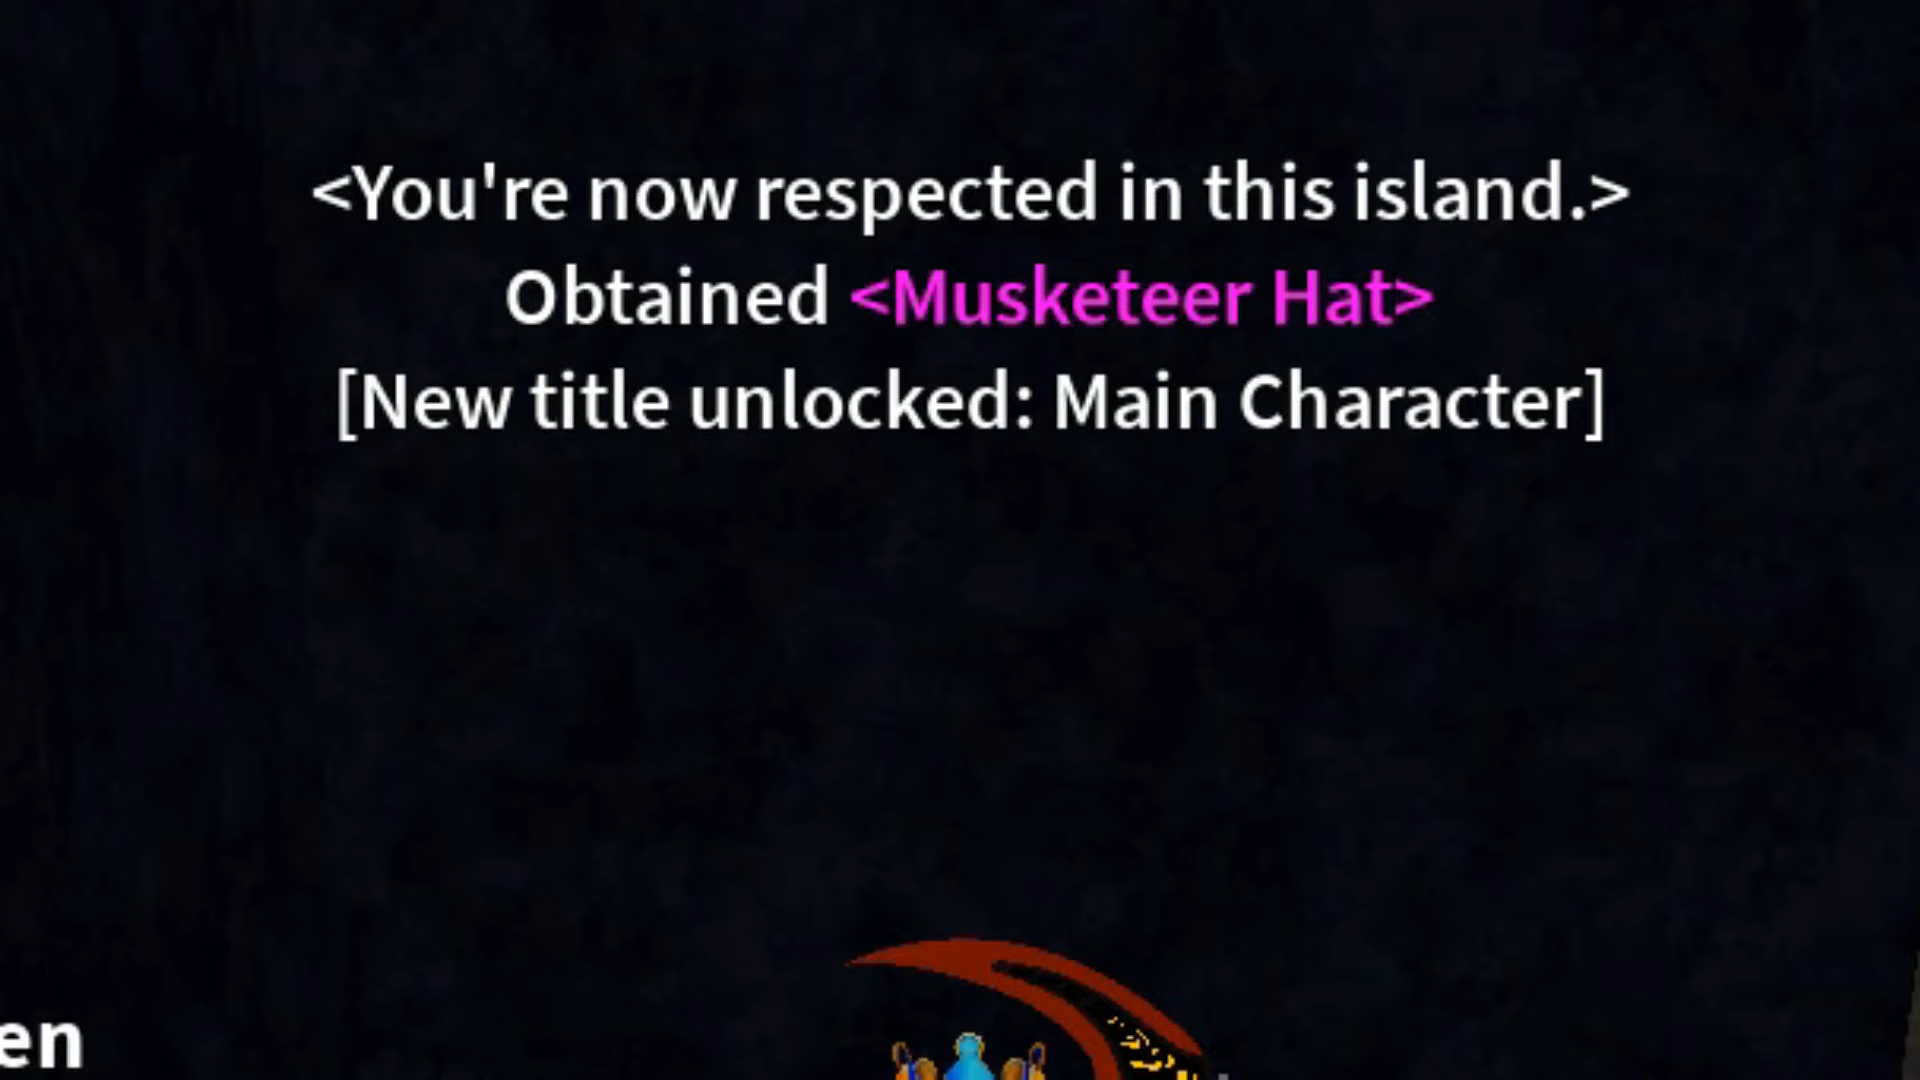 <You're now respected in this island.>
Obtained <Musketeer Hat>
[New title unlocked: Main Character]
en